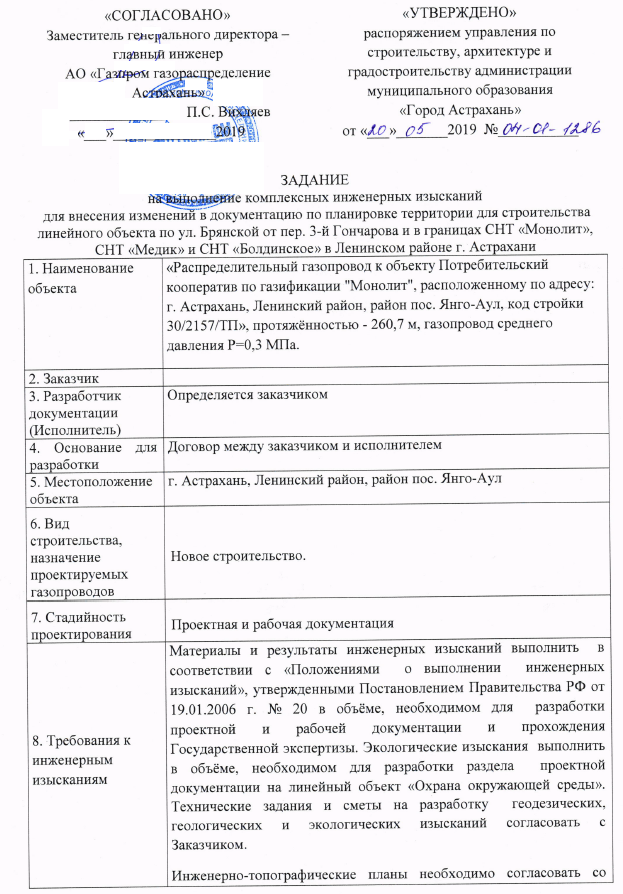 «СОГЛАСОВАНО»
Заместитель генерального директора –
главный инженер
АО «Газпром газораспределение
Астрахань»
П.С. Вихляев
«___»__________2019
«УТВЕРЖДЕНО»
распоряжением управления по
строительству, архитектуре и
градостроительству администрации
муниципального образования
«Город Астрахань»
от «20» 05 2019 № 04-01-1286
ЗАДАНИЕ
на выполнение комплексных инженерных изысканий
для внесения изменений в документацию по планировке территории для строительства
линейного объекта по ул. Брянской от пер. 3-й Гончарова и в границах СНТ «Монолит»,
СНТ «Медик» и СНТ «Болдинское» в Ленинском районе г. Астрахани
1. Наименование
объекта
«Распределительный газопровод к объекту Потребительский
кооператив по газификации "Монолит", расположенному по адресу:
г. Астрахань, Ленинский район, район пос. Янго-Аул, код стройки
30/2157/ТП», протяжённостью - 260,7 м, газопровод среднего
давления Р=0,3 МПа.
2. Заказчик
3. Разработчик
документации
(Исполнитель)
Определяется заказчиком
4. Основание для
разработки
Договор между заказчиком и исполнителем
5. Местоположение
объекта
г. Астрахань, Ленинский район, район пос. Янго-Аул
6. Вид
строительства,
назначение
проектируемых
газопроводов
Новое строительство.
7. Стадийность
проектирования
Проектная и рабочая документация
8. Требования к
инженерным
изысканиям
Материалы и результаты инженерных изысканий выполнить в
соответствии с «Положениями о выполнении инженерных
изысканий», утвержденными Постановлением Правительства РФ от
19.01.2006 г. № 20 в объёме, необходимом для разработки
проектной и рабочей документации и прохождения
Государственной экспертизы. Экологические изыскания выполнить
в объёме, необходимом для разработки раздела проектной
документации на линейный объект «Охрана окружающей среды».
Технические задания и сметы на разработку геодезических,
геологических и экологических изысканий согласовать с
Заказчиком.
Инженерно-топографические планы необходимо согласовать со